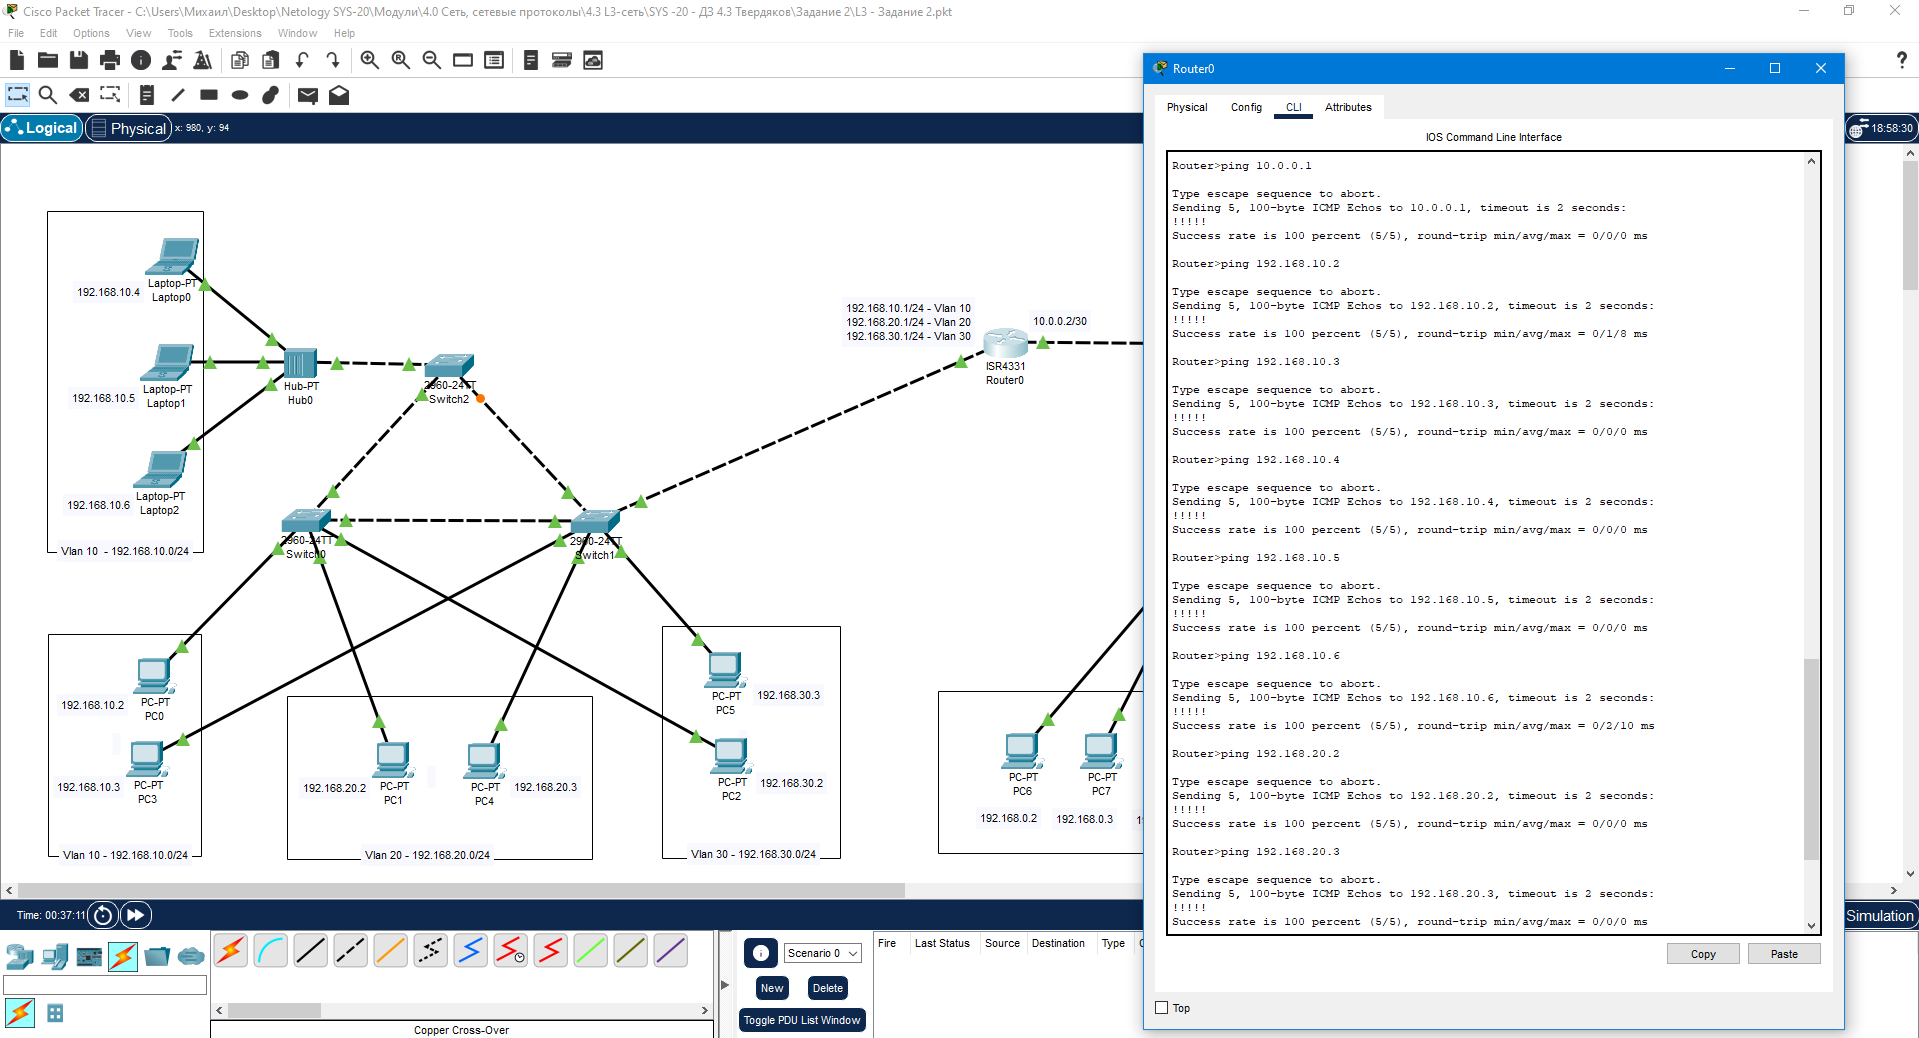 Cisco Packet Tracer - C:\Users\Михаил\Desktop\Netology SYS-20\Модули\4.0 Сеть, сетевые протоколы\4.3 L3-сеть\SYS -20 - ДЗ 4.3 Твердяков\Задание 2\L3 - Задание 2.pkt
File Edit Options View Tools Extensions Window Help
Logical Physical x: 980, y: 94
18:58:30
192.168.10.4
Laptop-PT
Laptop0
192.168.10.5
Laptop-PT
Laptop1
192.168.10.6
Laptop-PT
Laptop2
Vlan 10 - 192.168.10.0/24
Hub-PT
Hub0
2960-24TT
Switch2
2960-24TT
Switch0
2960-24TT
Switch1
192.168.10.1/24 - Vlan 10
192.168.20.1/24 - Vlan 20
192.168.30.1/24 - Vlan 30
10.0.0.2/30
ISR4331
Router0
192.168.10.2
PC-PT
PC0
192.168.10.3
PC-PT
PC3
Vlan 10 - 192.168.10.0/24
192.168.20.2
PC-PT
PC1
PC-PT
PC4
192.168.20.3
Vlan 20 - 192.168.20.0/24
PC-PT
PC5
192.168.30.3
PC-PT
PC2
192.168.30.2
Vlan 30 - 192.168.30.0/24
PC-PT
PC6
192.168.0.2
PC-PT
PC7
192.168.0.3
Router0
Physical Config CLI Attributes
IOS Command Line Interface
Router>ping 10.0.0.1
Type escape sequence to abort.
Sending 5, 100-byte ICMP Echos to 10.0.0.1, timeout is 2 seconds:
!!!!!
Success rate is 100 percent (5/5), round-trip min/avg/max = 0/0/0 ms
Router>ping 192.168.10.2
Type escape sequence to abort.
Sending 5, 100-byte ICMP Echos to 192.168.10.2, timeout is 2 seconds:
!!!!!
Success rate is 100 percent (5/5), round-trip min/avg/max = 0/1/8 ms
Router>ping 192.168.10.3
Type escape sequence to abort.
Sending 5, 100-byte ICMP Echos to 192.168.10.3, timeout is 2 seconds:
!!!!!
Success rate is 100 percent (5/5), round-trip min/avg/max = 0/0/0 ms
Router>ping 192.168.10.4
Type escape sequence to abort.
Sending 5, 100-byte ICMP Echos to 192.168.10.4, timeout is 2 seconds:
!!!!!
Success rate is 100 percent (5/5), round-trip min/avg/max = 0/0/0 ms
Router>ping 192.168.10.5
Type escape sequence to abort.
Sending 5, 100-byte ICMP Echos to 192.168.10.5, timeout is 2 seconds:
!!!!!
Success rate is 100 percent (5/5), round-trip min/avg/max = 0/0/0 ms
Router>ping 192.168.10.6
Type escape sequence to abort.
Sending 5, 100-byte ICMP Echos to 192.168.10.6, timeout is 2 seconds:
!!!!!
Success rate is 100 percent (5/5), round-trip min/avg/max = 0/2/10 ms
Router>ping 192.168.20.2
Type escape sequence to abort.
Sending 5, 100-byte ICMP Echos to 192.168.20.2, timeout is 2 seconds:
!!!!!
Success rate is 100 percent (5/5), round-trip min/avg/max = 0/0/0 ms
Router>ping 192.168.20.3
Type escape sequence to abort.
Sending 5, 100-byte ICMP Echos to 192.168.20.3, timeout is 2 seconds:
!!!!!
Success rate is 100 percent (5/5), round-trip min/avg/max = 0/0/0 ms
Copy Paste
Top
Time: 00:37:11
Simulation
Copper Cross-Over
Scenario 0
New Delete
Toggle PDU List Window
Fire Last Status Source Destination Type